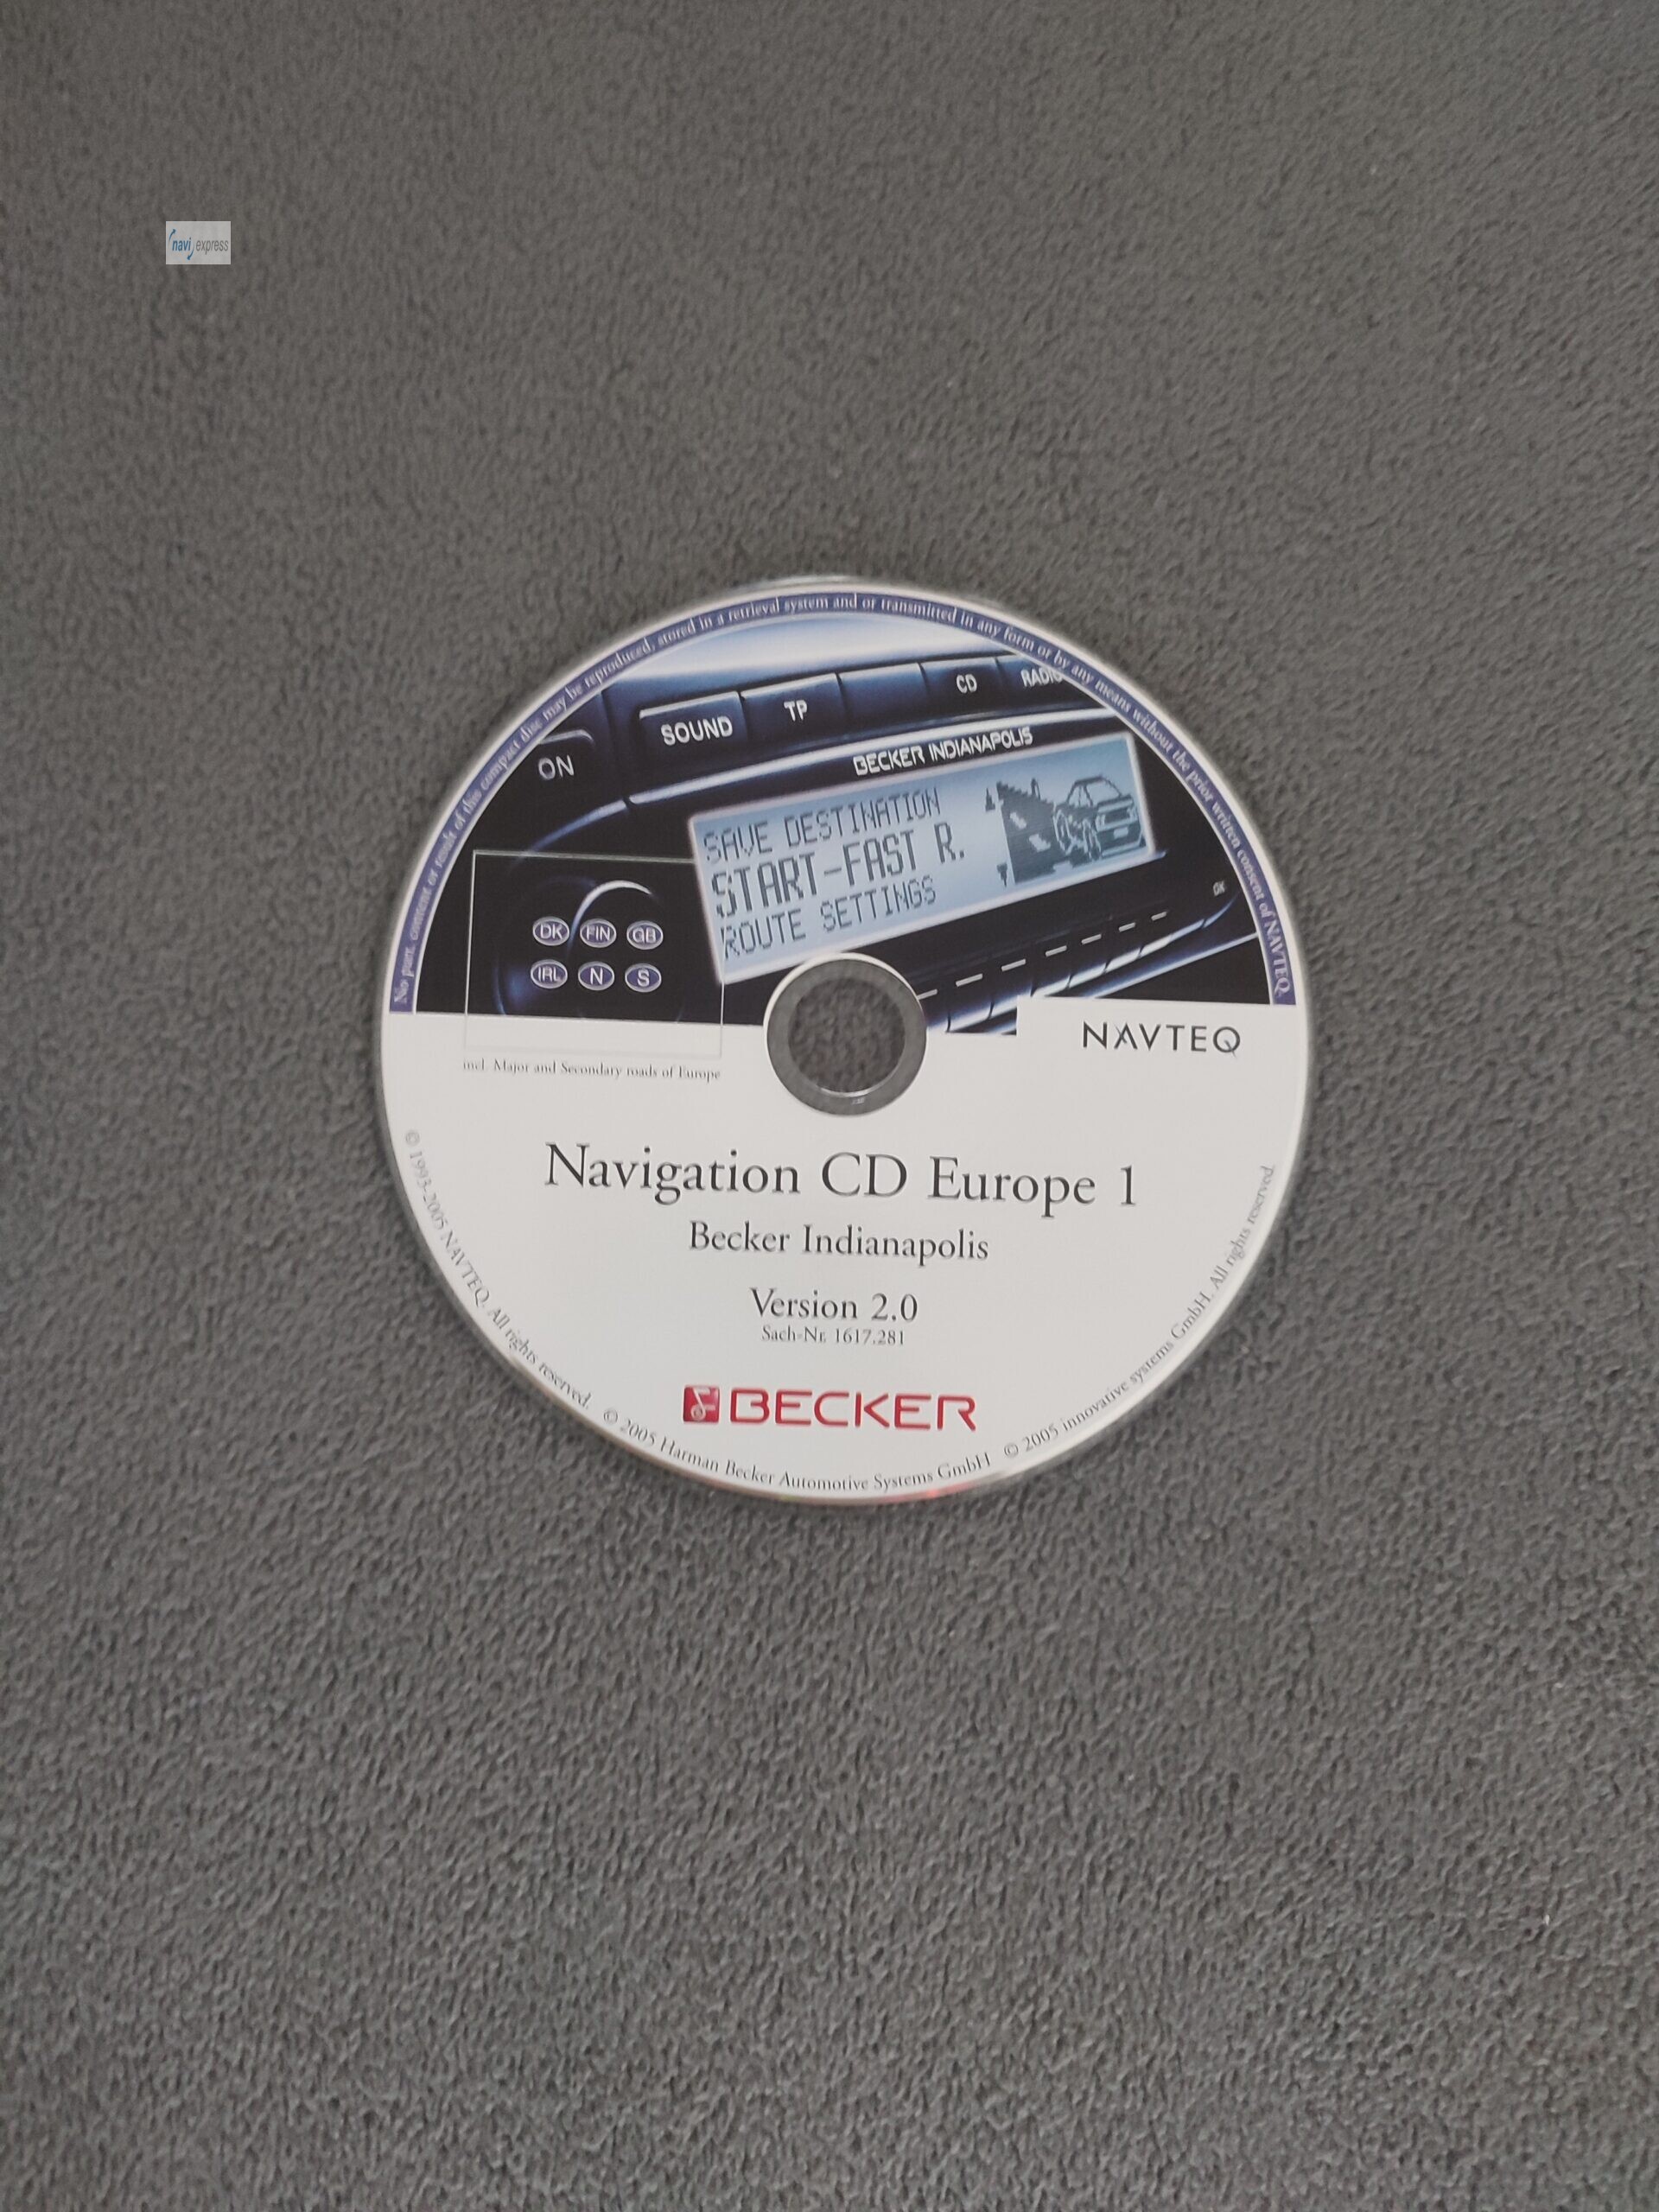 navi express
No part, content or result of this compact disc may be reproduced, stored in a retrieval system and or transmitted in any form or by any means without the prior written consent of NAVTEQ.
ON
SOUND
TP
CD
RADIO
BECKER INDIANAPOLIS
SAVE DESTINATION
START-FAST R.
ROUTE SETTINGS
OK
DK FIN GB
IRL N S
NAVTEQ
incl. Major and Secondary roads of Europe
Navigation CD Europe 1
Becker Indianapolis
Version 2.0
Sach-Nr. 1617.281
BECKER
© 1993-2005 NAVTEQ. All rights reserved.
© 2005 Harman Becker Automotive Systems GmbH
© 2005 innovative systems GmbH. All rights reserved.